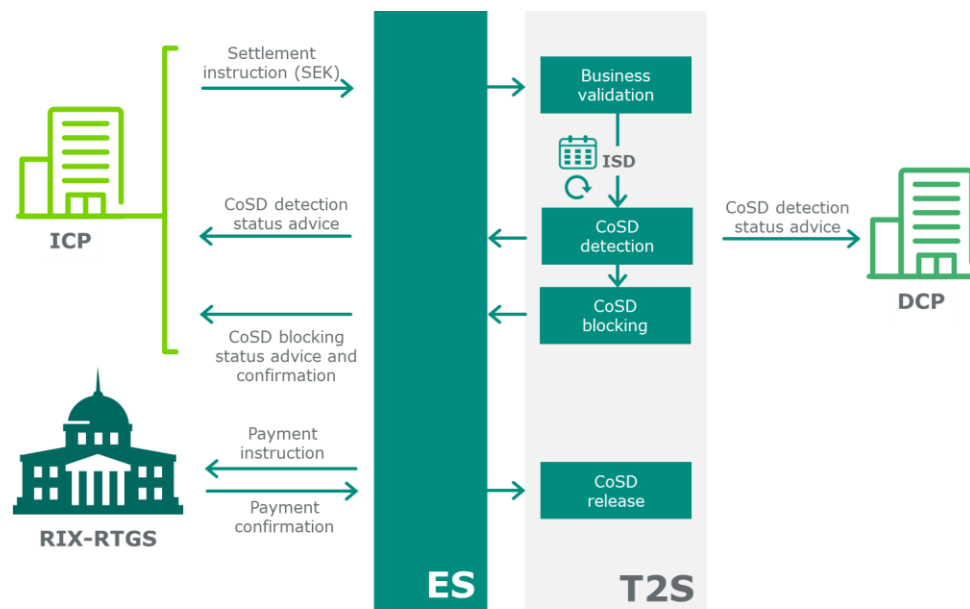 Settlement
instruction (SEK)
Business
validation
ISD
CoSD detection
status advice
CoSD
detection
CoSD detection
status advice
ICP
DCP
CoSD
blocking
CoSD blocking
status advice and
confirmation
Payment
instruction
CoSD
release
Payment
confirmation
RIX-RTGS
ES
T2S